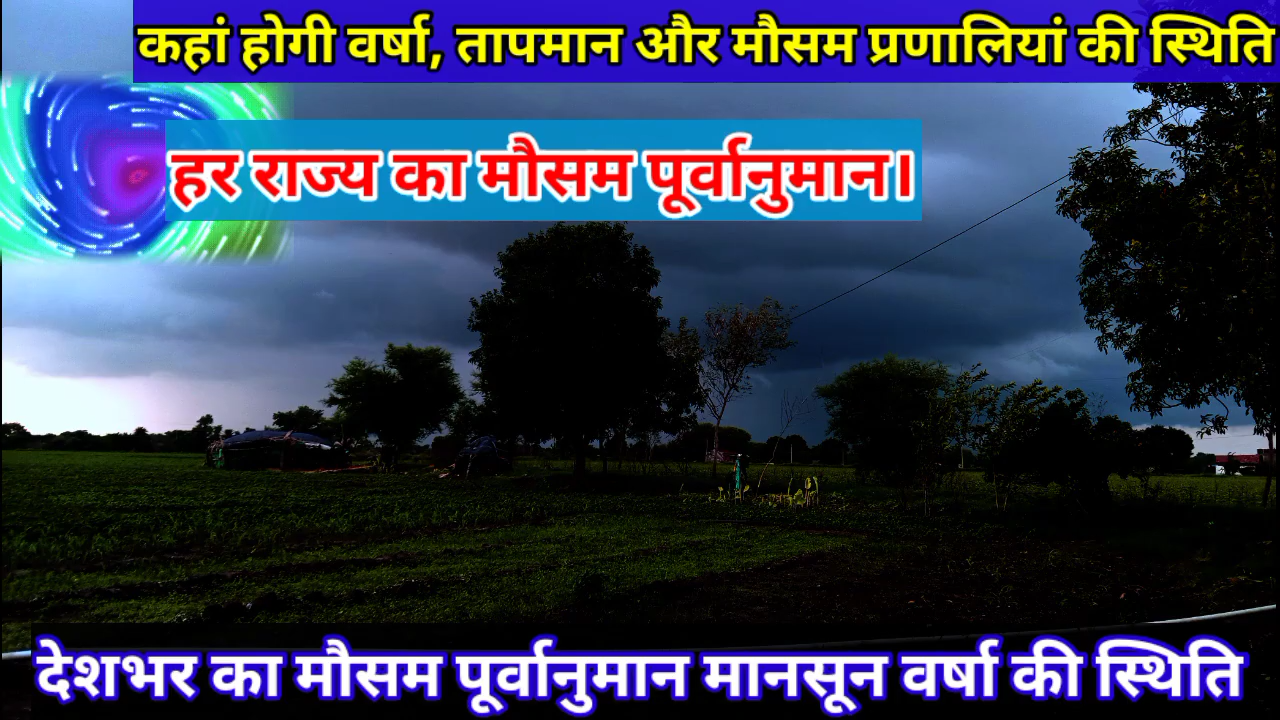 कहां होगी वर्षा, तापमान और मौसम प्रणालियां की स्थिति
हर राज्य का मौसम पूर्वानुमान।
देशभर का मौसम पूर्वानुमान मानसून वर्षा की स्थिति